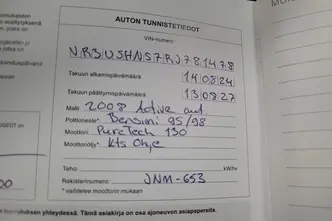 AUTON TUNNISTETIEDOT
VIN-numero:
VR3USHNS7RJ781478
Takuun alkamispäivämäärä
14.08.24
Takuun päättymispäivämäärä
13.08.27
Malli: 2008 Active aut
Polttoneste* Bensiini 95/98
Moottori PureTech 130
Moottoriöljy* Kts Ohje
Teho: kW/hv
Rekisterinumero: JNM-653
* vaihtelee moottorin mukaan
yhteydessä. Tämä asiakirja on osa ajoneuvon asiapapereita.